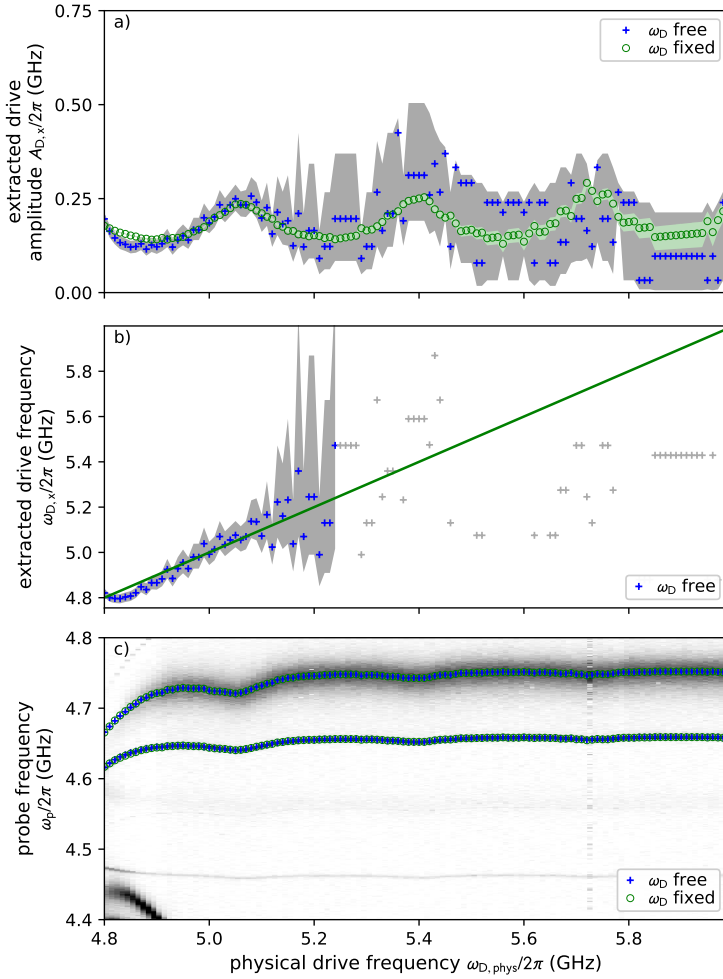 a)
ω_D free
ω_D fixed
0.75
0.50
0.25
0.00
extracted drive
amplitude A_D,x/2π (GHz)
b)
5.8
5.6
5.4
5.2
5.0
4.8
extracted drive frequency
ω_D,x/2π (GHz)
ω_D free
c)
4.8
4.7
4.6
4.5
4.4
probe frequency
ω_p/2π (GHz)
ω_D free
ω_D fixed
4.8 5.0 5.2 5.4 5.6 5.8
physical drive frequency ω_D,phys/2π (GHz)